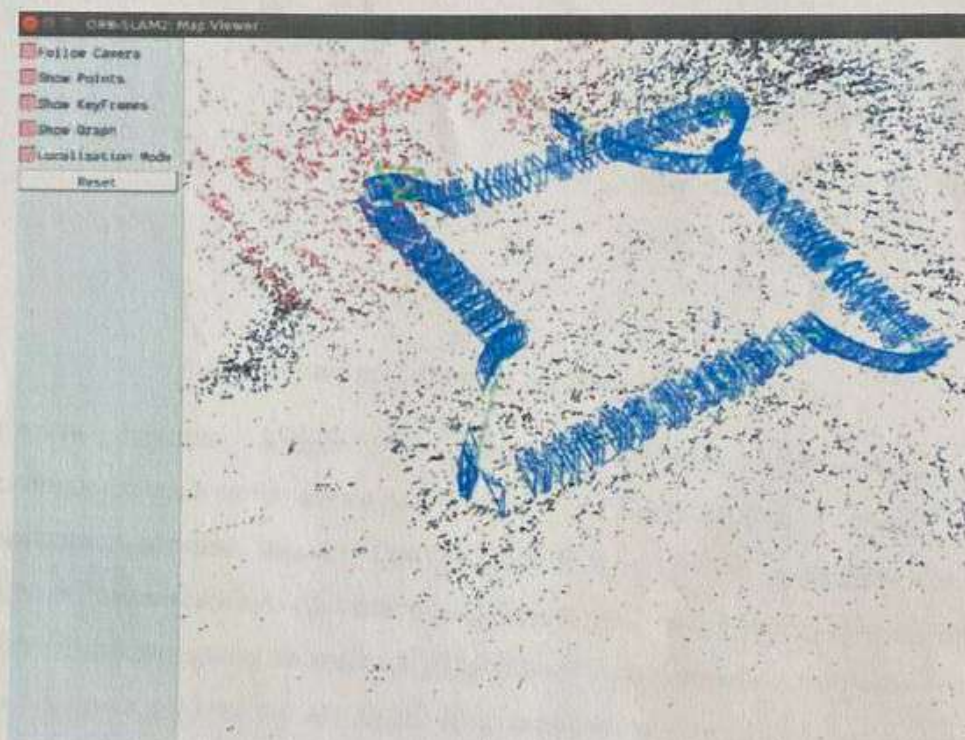 ORB-SLAM2: Map Viewer
Follow Camera
Show Points
Show KeyFrames
Show Graph
Localization Mode
Reset